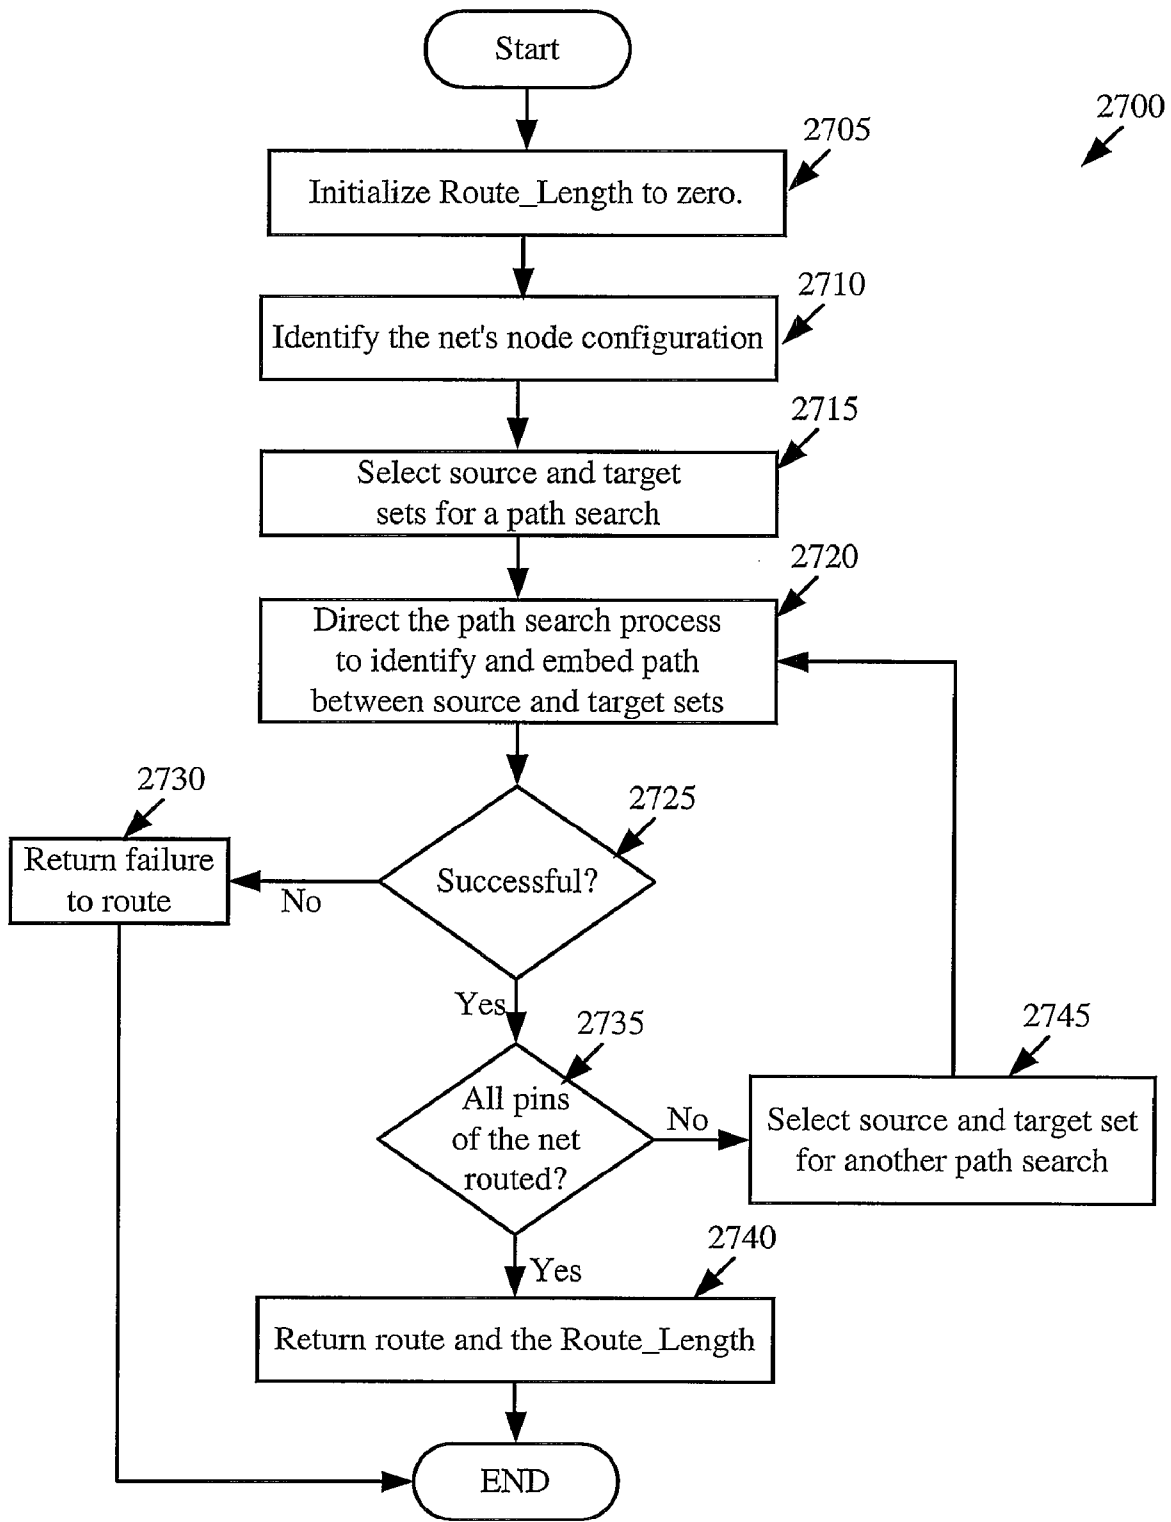 Start
2700
2705
Initialize Route_Length to zero.
2710
Identify the net's node configuration
2715
Select source and target
sets for a path search
2720
Direct the path search process
to identify and embed path
between source and target sets
2730
2725
Return failure
to route
No
Successful?
Yes
2735
2745
All pins
of the net
routed?
No
Select source and target set
for another path search
2740
Yes
Return route and the Route_Length
END